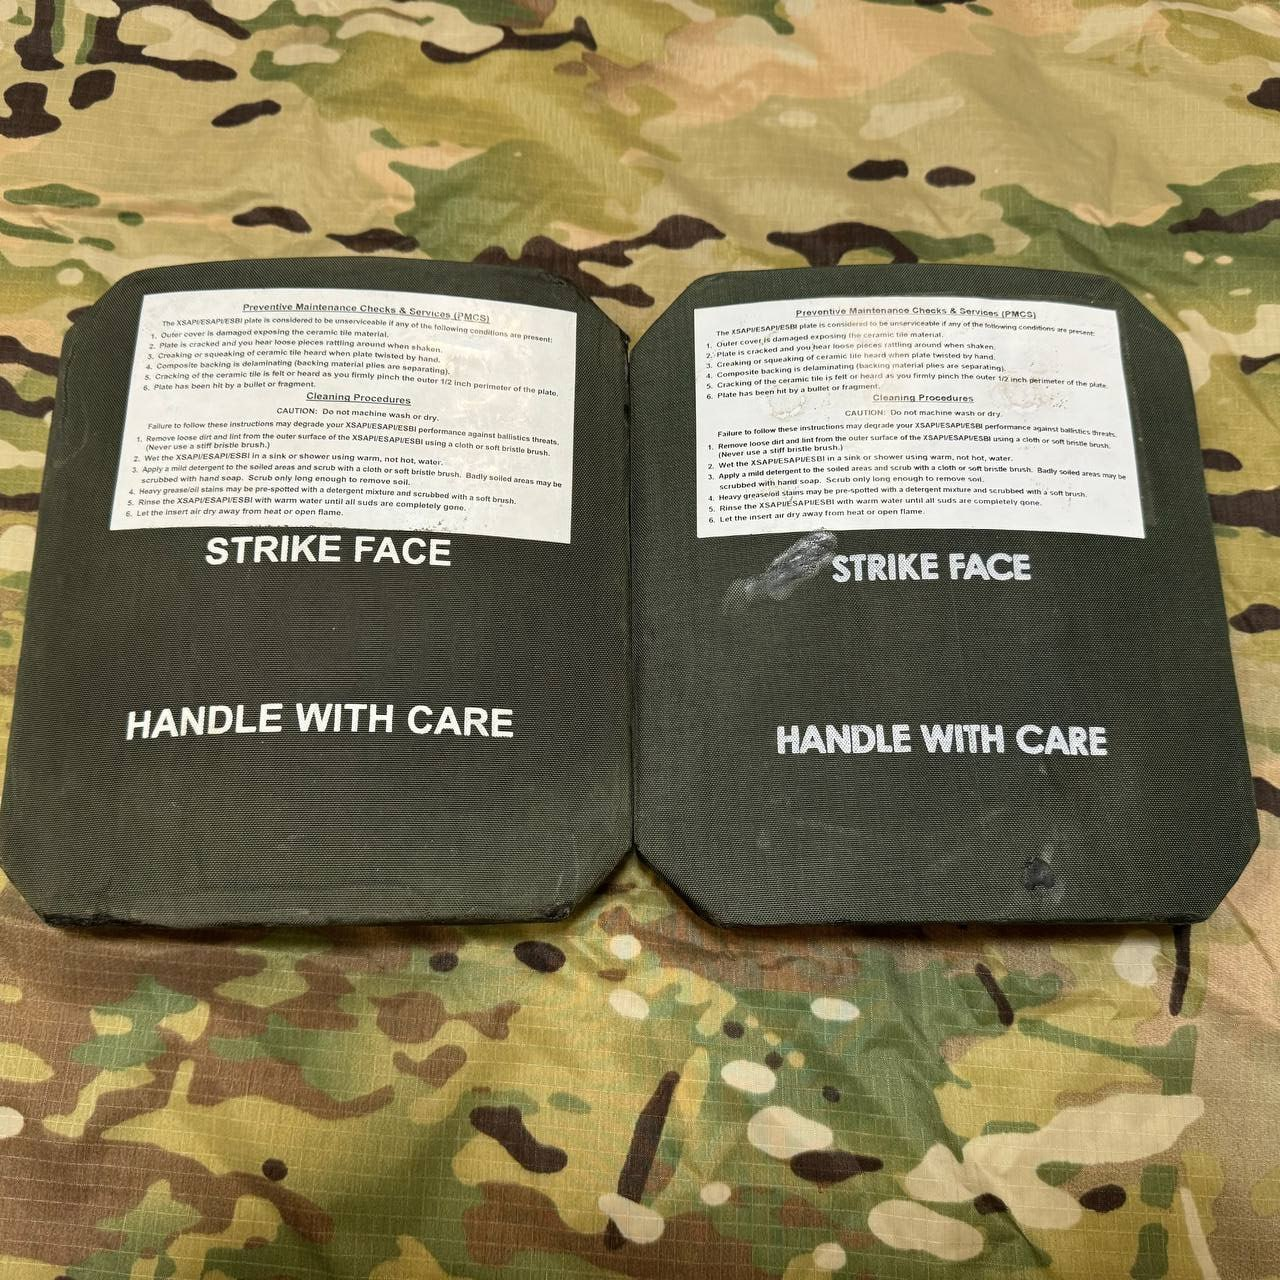 Preventive Maintenance Checks & Services (PMCS)
The XSAPI/ESAPI/ESBI plate is considered to be unserviceable if any of the following conditions are present:
1. Outer cover is damaged exposing the ceramic tile material.
2. Plate is cracked and you hear loose pieces rattling around when shaken.
3. Creaking or squeaking of ceramic tile heard when plate twisted by hand.
4. Composite backing is delaminating (backing material plies are separating).
5. Cracking of the ceramic tile is felt or heard as you firmly pinch the outer 1/2 inch perimeter of the plate.
6. Plate has been hit by a bullet or fragment.
Cleaning Procedures
CAUTION: Do not machine wash or dry.
Failure to follow these instructions may degrade your XSAPI/ESAPI/ESBI performance against ballistics threats.
1. Remove loose dirt and lint from the outer surface of the XSAPI/ESAPI/ESBI using a cloth or soft bristle brush.
(Never use a stiff bristle brush.)
2. Wet the XSAPI/ESAPI/ESBI in a sink or shower using warm, not hot, water.
3. Apply a mild detergent to the soiled areas and scrub with a cloth or soft bristle brush. Badly soiled areas may be
scrubbed with hand soap. Scrub only long enough to remove soil.
4. Heavy grease/oil stains may be pre-spotted with a detergent mixture and scrubbed with a soft brush.
5. Rinse the XSAPI/ESAPI/ESBI with warm water until all suds are completely gone.
6. Let the insert air dry away from heat or open flame.
STRIKE FACE
HANDLE WITH CARE
Preventive Maintenance Checks & Services (PMCS)
The XSAPI/ESAPI/ESBI plate is considered to be unserviceable if any of the following conditions are present:
1. Outer cover is damaged exposing the ceramic tile material.
2. Plate is cracked and you hear loose pieces rattling around when shaken.
3. Creaking or squeaking of ceramic tile heard when plate twisted by hand.
4. Composite backing is delaminating (backing material plies are separating).
5. Cracking of the ceramic tile is felt or heard as you firmly pinch the outer 1/2 inch perimeter of the plate.
6. Plate has been hit by a bullet or fragment.
Cleaning Procedures
CAUTION: Do not machine wash or dry.
Failure to follow these instructions may degrade your XSAPI/ESAPI/ESBI performance against ballistics threats.
1. Remove loose dirt and lint from the outer surface of the XSAPI/ESAPI/ESBI using a cloth or soft bristle brush.
(Never use a stiff bristle brush.)
2. Wet the XSAPI/ESAPI/ESBI in a sink or shower using warm, not hot, water.
3. Apply a mild detergent to the soiled areas and scrub with a cloth or soft bristle brush. Badly soiled areas may be
scrubbed with hand soap. Scrub only long enough to remove soil.
4. Heavy grease/oil stains may be pre-spotted with a detergent mixture and scrubbed with a soft brush.
5. Rinse the XSAPI/ESAPI/ESBI with warm water until all suds are completely gone.
6. Let the insert air dry away from heat or open flame.
STRIKE FACE
HANDLE WITH CARE